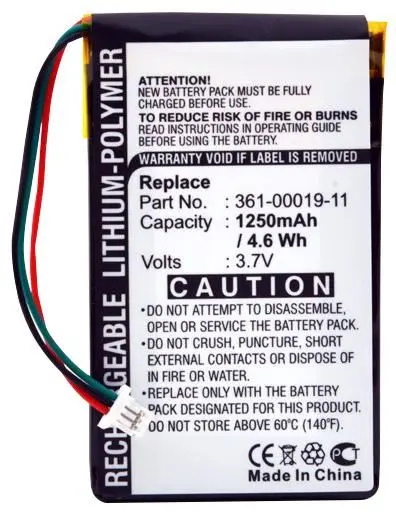 RECHARGEABLE LITHIUM-POLYMER
ATTENTION!
NEW BATTERY PACK MUST BE FULLY
CHARGED BEFORE USE.
TO REDUCE RISK OF FIRE OR BURNS
READ INSTRUCTIONS IN OPERATING GUIDE
BEFORE USE.
WARRANTY VOID IF LABEL IS REMOVED
Replace
Part No. : 361-00019-11
Capacity : 1250mAh
/ 4.6 Wh
Volts : 3.7V
CAUTION
•DO NOT ATTEMPT TO DISASSEMBLE,
OPEN OR SERVICE THE BATTERY PACK
•DO NOT CRUSH, PUNCTURE, SHORT
EXTERNAL CONTACTS OR DISPOSE OF
IN FIRE OR WATER.
•REPLACE ONLY WITH THE BATTERY
PACK DESIGNATED FOR THIS PRODUCT
DO NOT STORE ABOVE 60°C (140°F).
CE
Made In China